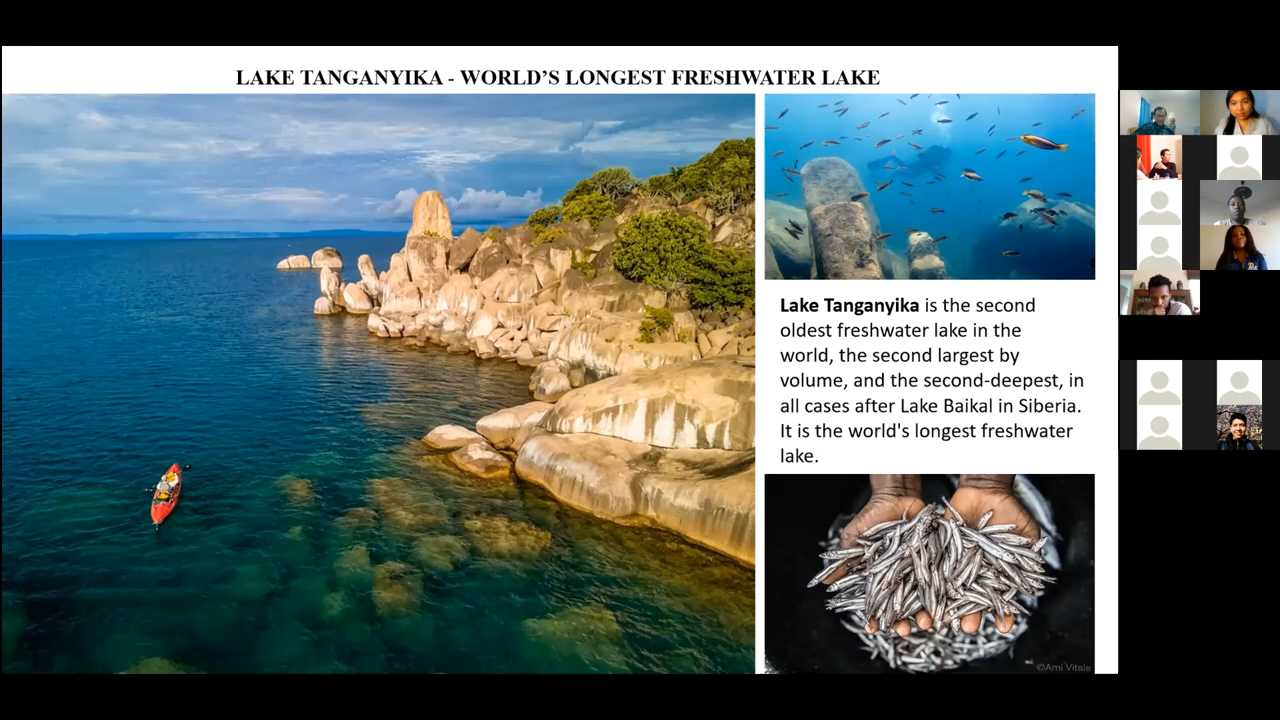 LAKE TANGANYIKA - WORLD’S LONGEST FRESHWATER LAKE
Lake Tanganyika is the second
oldest freshwater lake in the
world, the second largest by
volume, and the second-deepest, in
all cases after Lake Baikal in Siberia.
It is the world's longest freshwater
lake.
©Ami Vitale